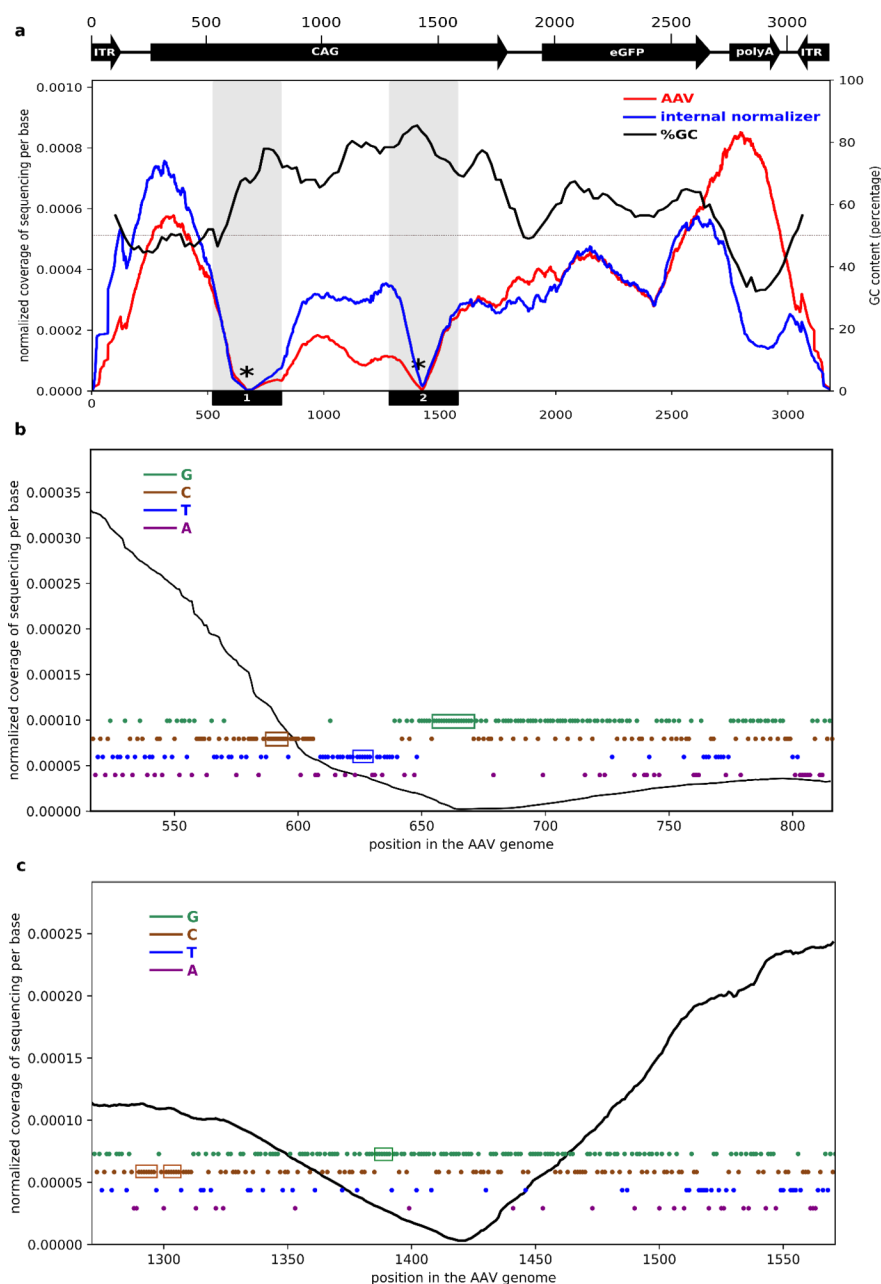 a
0 500 1000 1500 2000 2500 3000
ITR CAG eGFP polyA ITR
normalized coverage of sequencing per base
0.0010
0.0008
0.0006
0.0004
0.0002
0.0000
100
80
60
40
20
0
GC content (percentage)
AAV
internal normalizer
%GC
* *
1 2
0 500 1000 1500 2000 2500 3000
b
normalized coverage of sequencing per base
0.00035
0.00030
0.00025
0.00020
0.00015
0.00010
0.00005
0.00000
G
C
T
A
550 600 650 700 750 800
position in the AAV genome
c
normalized coverage of sequencing per base
0.00025
0.00020
0.00015
0.00010
0.00005
0.00000
G
C
T
A
1300 1350 1400 1450 1500 1550
position in the AAV genome